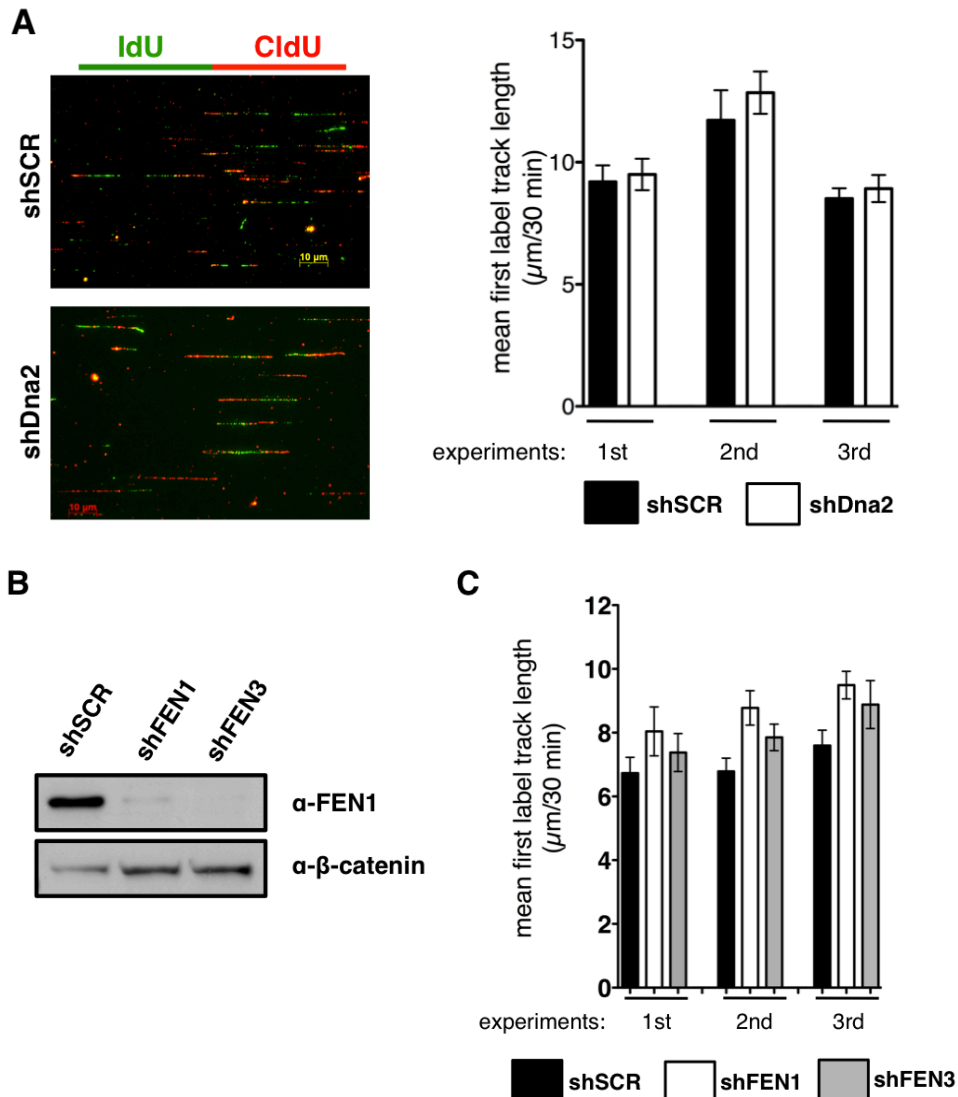 A
IdU CldU
shSCR
10 µm
shDna2
10 µm
mean first label track length
(µm/30 min)
15
10
5
0
experiments: 1st 2nd 3rd
shSCR shDna2
B
shSCR shFEN1 shFEN3
α-FEN1
α-β-catenin
C
mean first label track length
(µm/30 min)
12
10
8
6
4
2
0
experiments: 1st 2nd 3rd
shSCR shFEN1 shFEN3